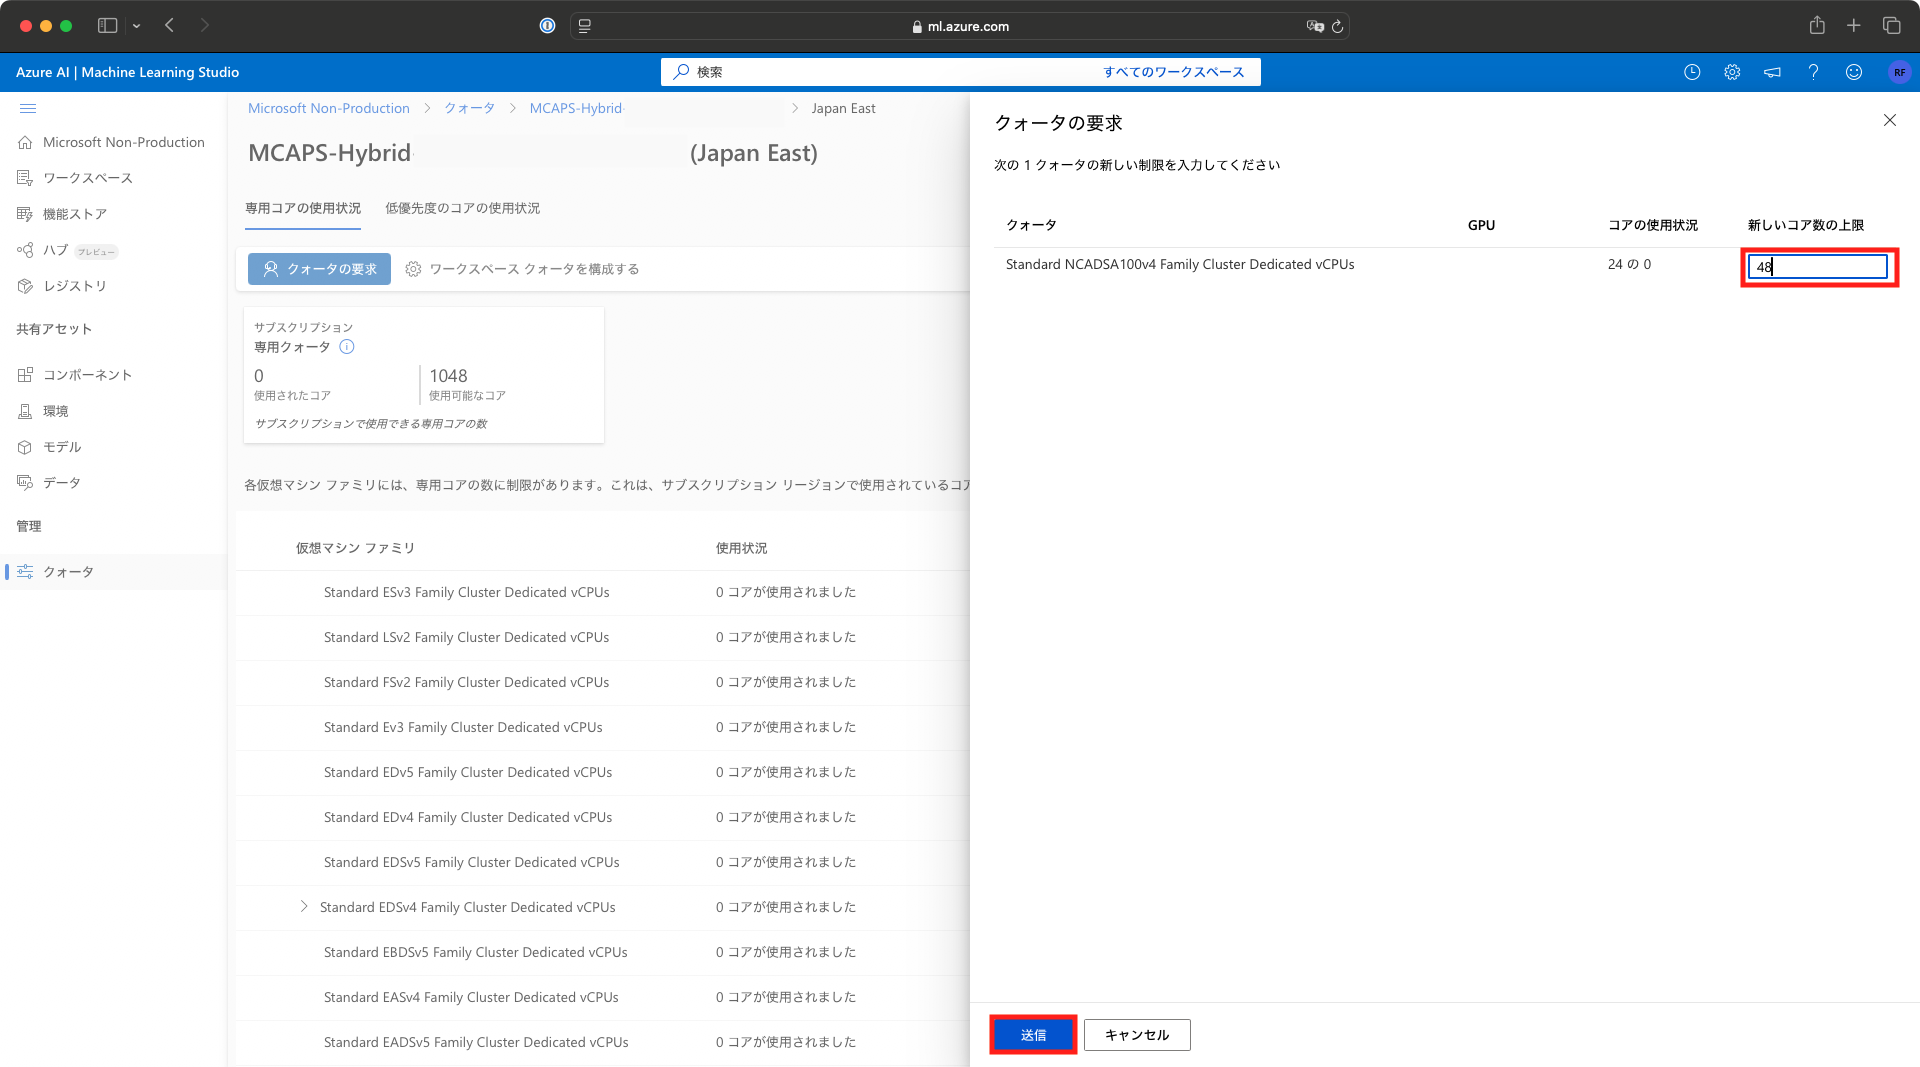 ml.azure.com
Azure AI | Machine Learning Studio
検索
すべてのワークスペース
RF
Microsoft Non-Production
ワークスペース
機能ストア
ハブ プレビュー
レジストリ
共有アセット
コンポーネント
環境
モデル
データ
管理
クォータ
Microsoft Non-Production > クォータ > MCAPS-Hybrid > Japan East
MCAPS-Hybrid (Japan East)
専用コアの使用状況 低優先度のコアの使用状況
クォータの要求 ワークスペース クォータを構成する
サブスクリプション
専用クォータ
0 1048
使用されたコア 使用可能なコア
サブスクリプションで使用できる専用コアの数
各仮想マシン ファミリには、専用コアの数に制限があります。これは、サブスクリプション リージョンで使用されているコア
仮想マシン ファミリ 使用状況
Standard ESv3 Family Cluster Dedicated vCPUs 0 コアが使用されました
Standard LSv2 Family Cluster Dedicated vCPUs 0 コアが使用されました
Standard FSv2 Family Cluster Dedicated vCPUs 0 コアが使用されました
Standard Ev3 Family Cluster Dedicated vCPUs 0 コアが使用されました
Standard EDv5 Family Cluster Dedicated vCPUs 0 コアが使用されました
Standard EDv4 Family Cluster Dedicated vCPUs 0 コアが使用されました
Standard EDSv5 Family Cluster Dedicated vCPUs 0 コアが使用されました
Standard EDSv4 Family Cluster Dedicated vCPUs 0 コアが使用されました
Standard EBDSv5 Family Cluster Dedicated vCPUs 0 コアが使用されました
Standard EASv4 Family Cluster Dedicated vCPUs 0 コアが使用されました
Standard EADSv5 Family Cluster Dedicated vCPUs 0 コアが使用されました
クォータの要求
次の 1 クォータの新しい制限を入力してください
クォータ GPU コアの使用状況 新しいコア数の上限
Standard NCADSA100v4 Family Cluster Dedicated vCPUs 24 の 0 48
送信 キャンセル